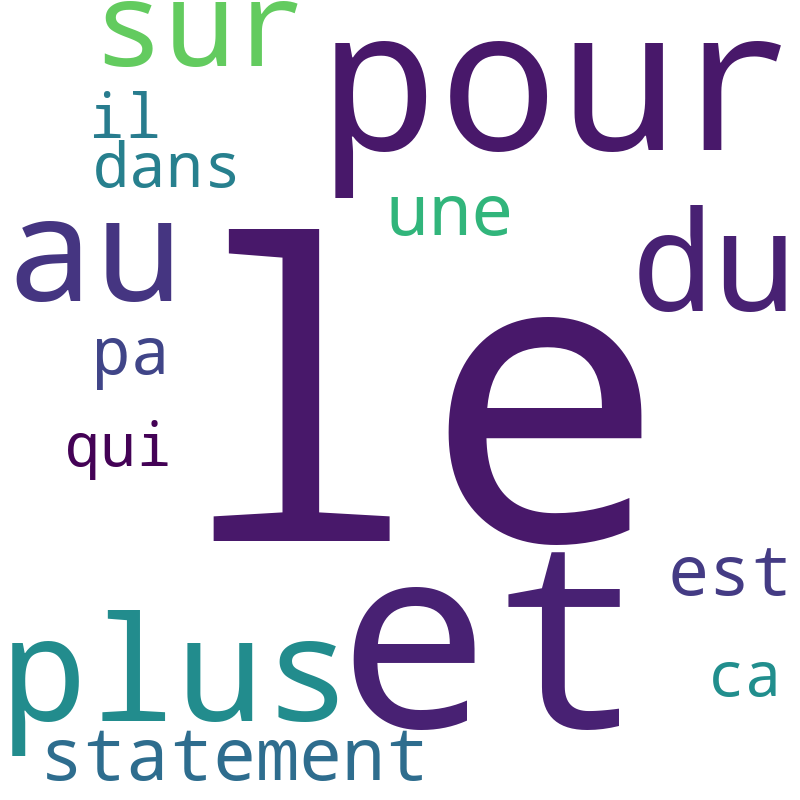 sur
pour
il
dans
une
au
du
le
pa
qui
et
est
plus
ca
statement